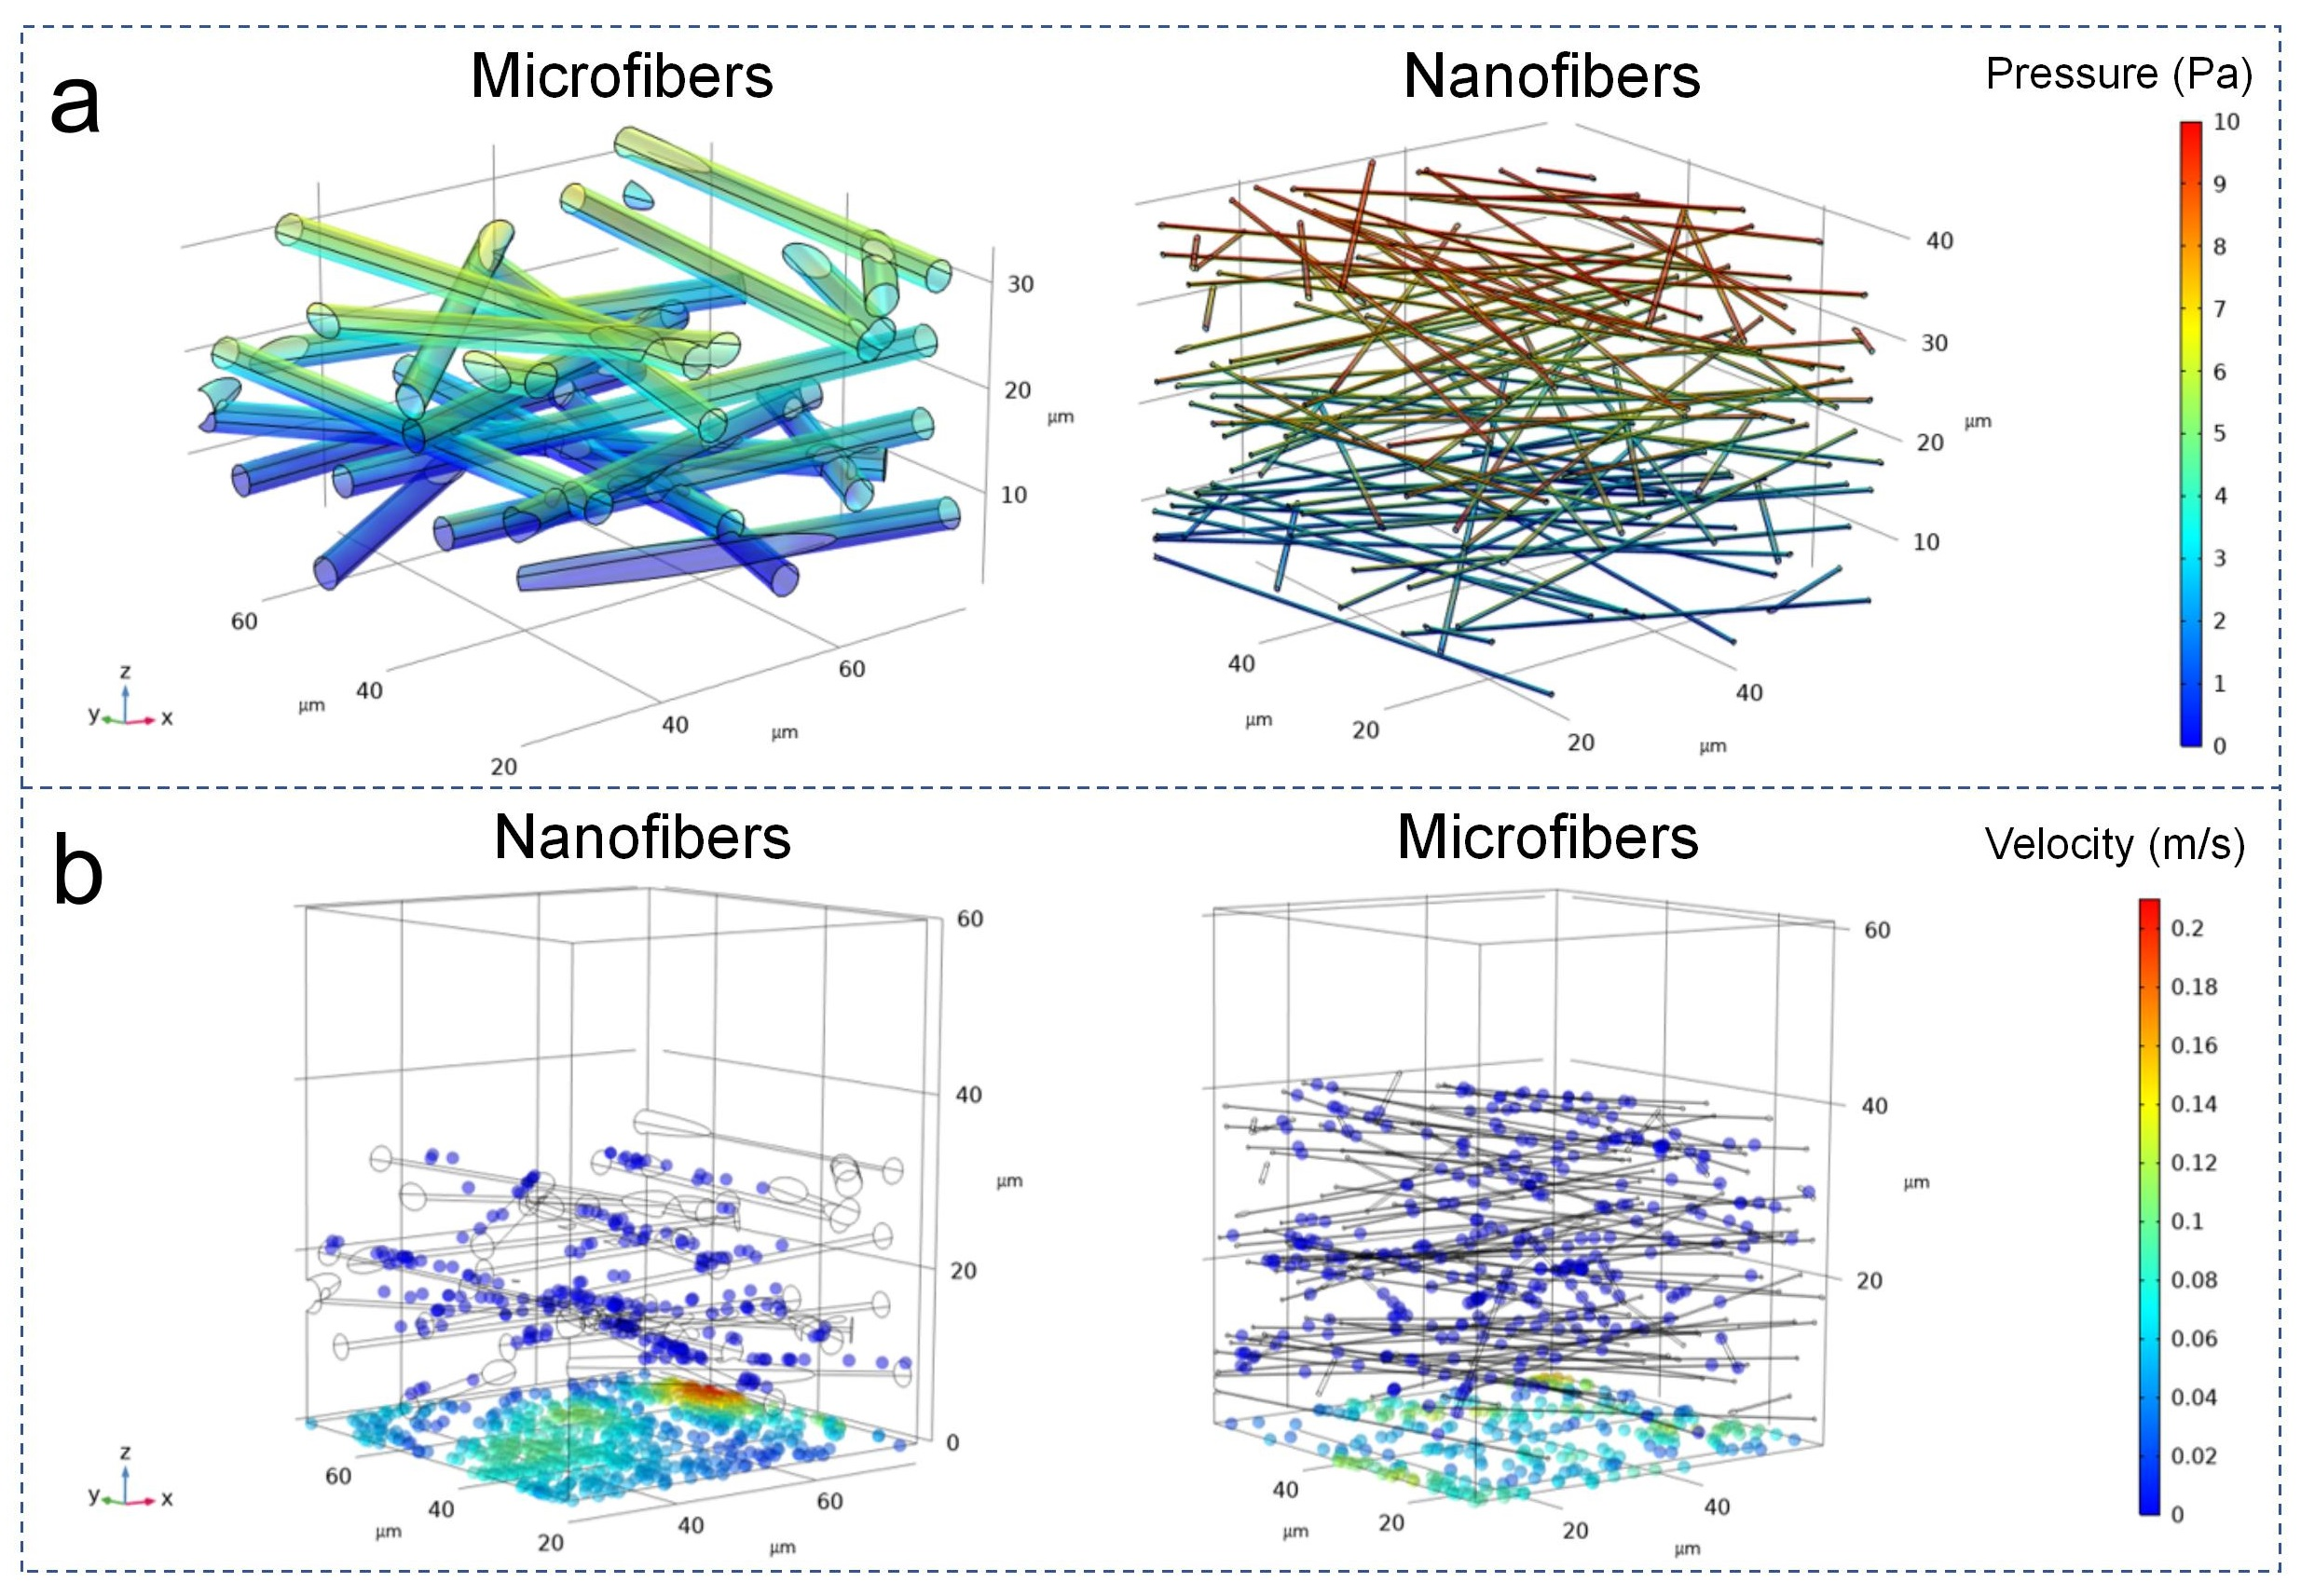 a
Microfibers
Nanofibers
Pressure (Pa)
30
20
10
μm
60
40
20
μm
40
60
μm
z
y
x
40
30
20
10
μm
40
20
μm
20
40
μm
10
9
8
7
6
5
4
3
2
1
0
b
Nanofibers
Microfibers
Velocity (m/s)
60
40
μm
20
0
60
40
20
μm
40
60
μm
z
y
x
60
40
μm
20
40
20
μm
20
40
μm
0.2
0.18
0.16
0.14
0.12
0.1
0.08
0.06
0.04
0.02
0